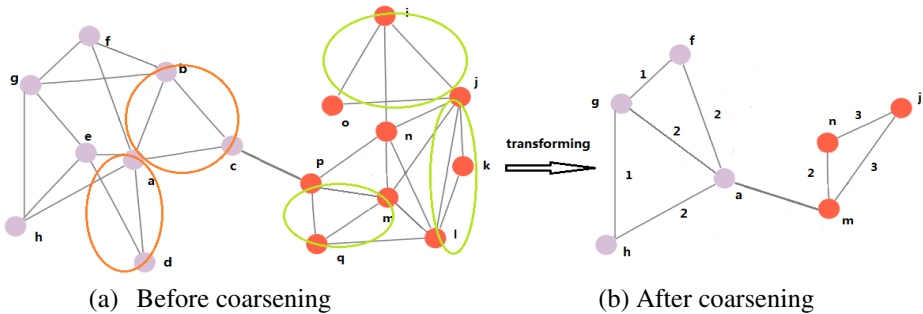 f
b
g
e
a
c
h
d
i
j
o
n
k
p
m
l
q
transforming
f
g
1
2
2
n
3
j
1
2
3
a
2
m
h
(a) Before coarsening
(b) After coarsening